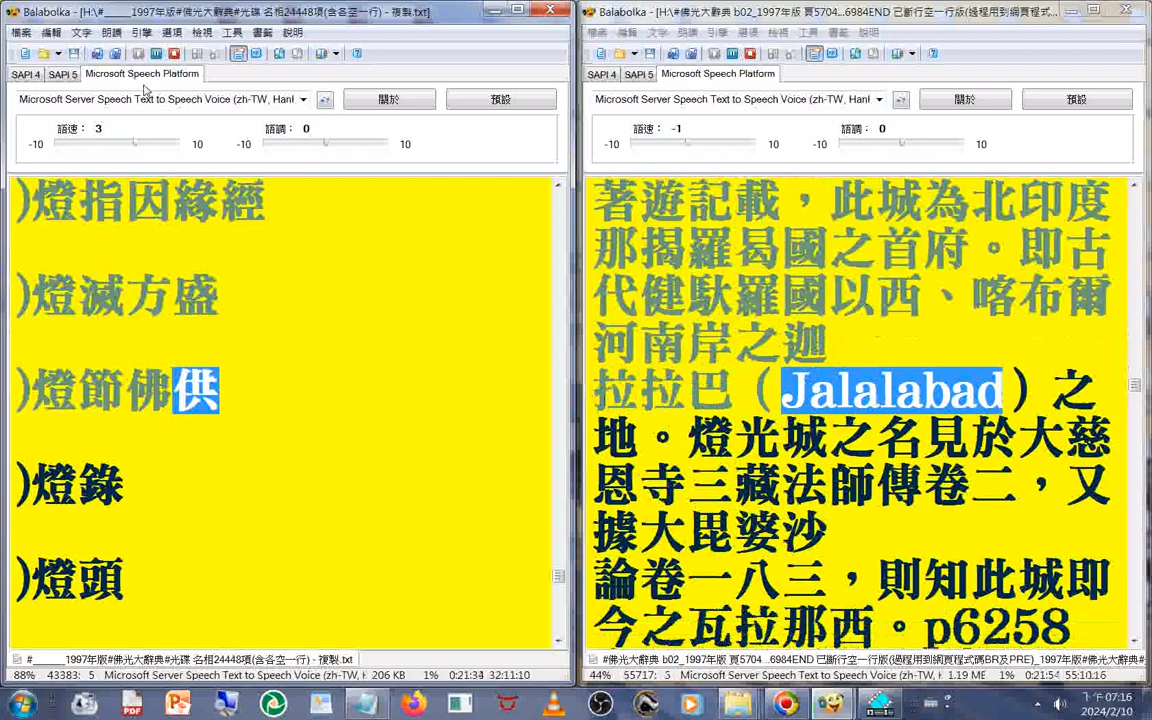 Balabolka - [H:\#_____1997年版#佛光大辭典#光碟 名相24448項(含各空一行) - 複製.txt]
檔案 編輯 文字 朗讀 引擎 選項 檢視 工具 書籤 說明
SAPI 4 SAPI 5 Microsoft Speech Platform
Microsoft Server Speech Text to Speech Voice (zh-TW, Hanl
關於 預設
語速： 3 語調： 0
-10 10 -10 10
)燈指因緣經
)燈滅方盛
)燈節佛供
)燈錄
)燈頭
#_____1997年版#佛光大辭典#光碟 名相24448項(含各空一行) - 複製.txt
88% 43383: 5 Microsoft Server Speech Text to Speech Voice (zh-TW, H 206 KB 1% 0:21:34 32:11:10
Balabolka - [H:\#佛光大辭典 b02_1997年版 頁5704...6984END 已斷行空一行版(過程用到網頁程式...
檔案 編輯 文字 朗讀 引擎 選項 檢視 工具 書籤 說明
SAPI 4 SAPI 5 Microsoft Speech Platform
Microsoft Server Speech Text to Speech Voice (zh-TW, Hanl
關於 預設
語速： -1 語調： 0
-10 10 -10 10
著遊記載，此城為北印度
那揭羅曷國之首府。即古
代健馱羅國以西、喀布爾
河南岸之迦
拉拉巴（Jalalabad）之
地。燈光城之名見於大慈
恩寺三藏法師傳卷二，又
據大毘婆沙
論卷一八三，則知此城即
今之瓦拉那西。p6258
#佛光大辭典 b02_1997年版 頁5704...6984END 已斷行空一行版(過程用到網頁程式碼BR及PRE)_1997年版#佛光大辭典#
44% 55717: 5 Microsoft Server Speech Text to Speech Voice (zh-TW, H 1.19 ME 1% 0:21:54 55:10:16
下午 07:16
2024/2/10